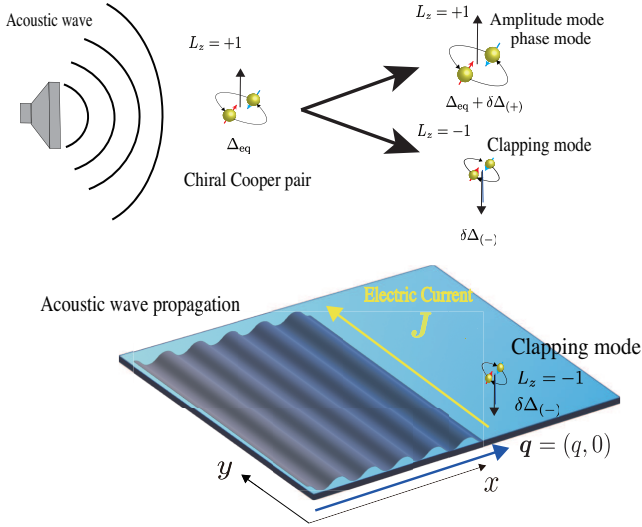 Acoustic wave
L_z = +1
Δ_eq
Chiral Cooper pair
L_z = +1
Amplitude mode
phase mode
Δ_eq + δΔ_(+)
L_z = −1
Clapping mode
δΔ_(−)
Acoustic wave propagation
Electric Current
J
Clapping mode
L_z = −1
δΔ_(−)
q = (q, 0)
y
x